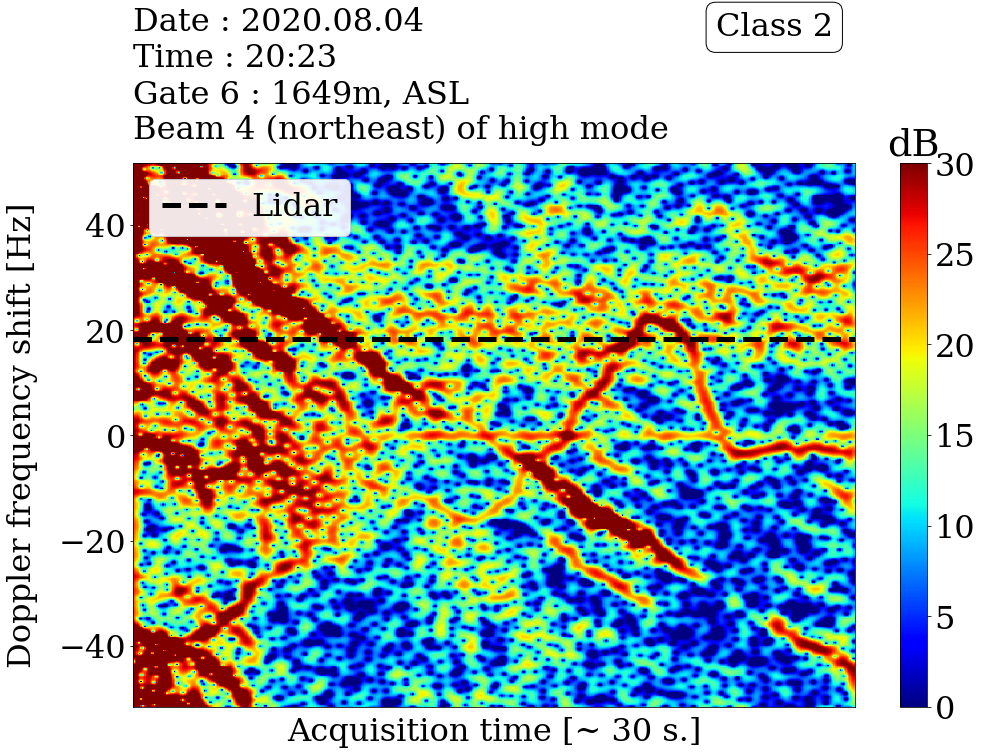 Date : 2020.08.04
Time : 20:23
Gate 6 : 1649m, ASL
Beam 4 (northeast) of high mode
Class 2
dB
Lidar
Doppler frequency shift [Hz]
40
20
0
−20
−40
Acquisition time [~ 30 s.]
30
25
20
15
10
5
0